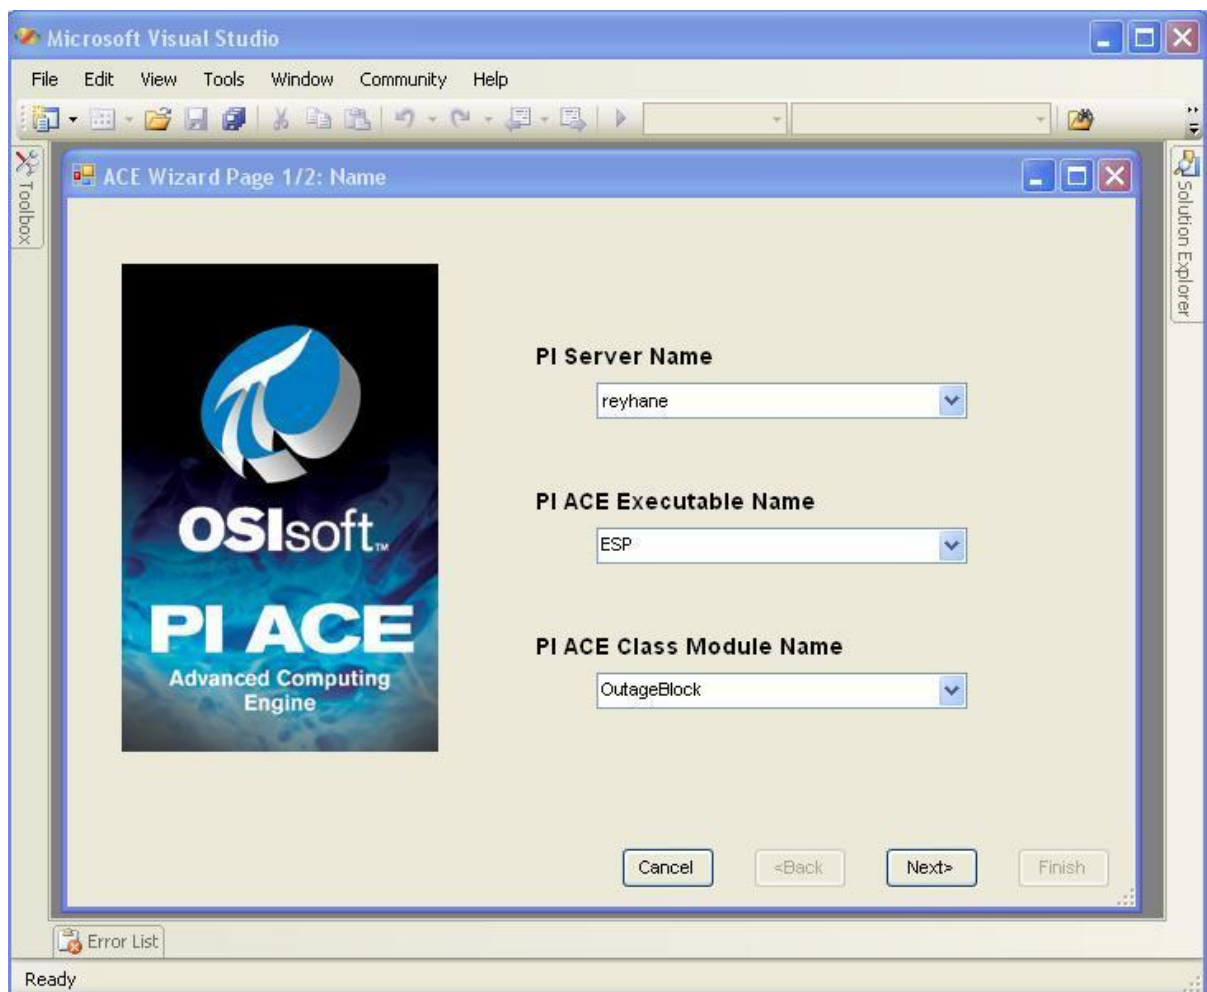 Microsoft Visual Studio
File Edit View Tools Window Community Help
Toolbox
ACE Wizard Page 1/2: Name
Solution Explorer
PI Server Name
reyhane
OSIsoft™
PI ACE Executable Name
ESP
PI ACE
Advanced Computing
Engine
PI ACE Class Module Name
OutageBlock
Cancel <Back Next> Finish
Error List
Ready